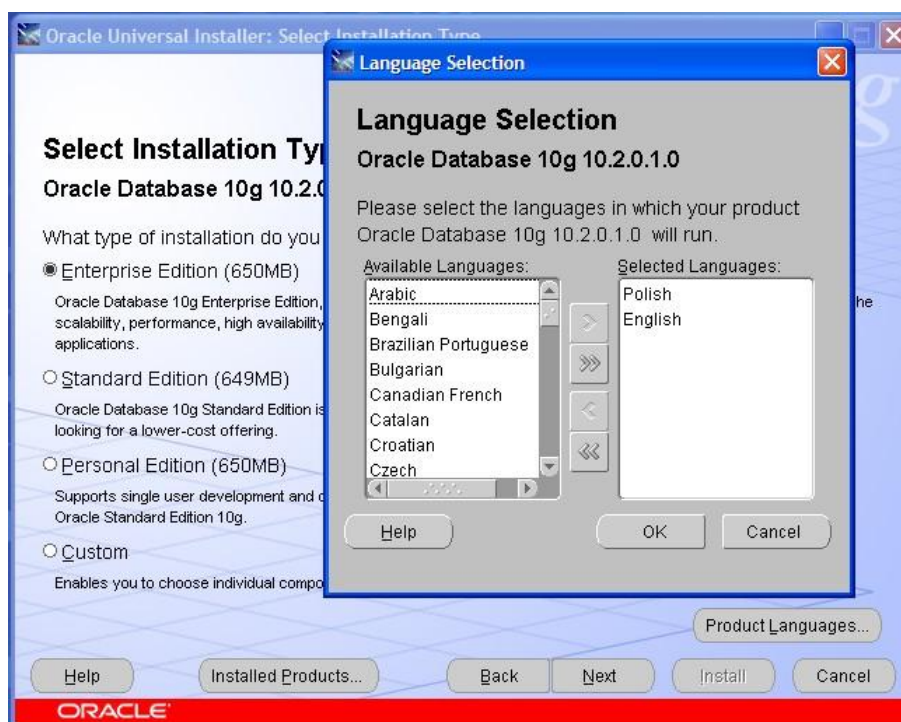 Oracle Universal Installer: Select Installation Type
Language Selection
Language Selection
Oracle Database 10g 10.2.0.1.0
Please select the languages in which your product
Oracle Database 10g 10.2.0.1.0 will run.
Available Languages:
Arabic
Bengali
Brazilian Portuguese
Bulgarian
Canadian French
Catalan
Croatian
Czech
Selected Languages:
Polish
English
Help
OK
Cancel
Select Installation Ty
Oracle Database 10g 10.2.0
What type of installation do you
Enterprise Edition (650MB)
Oracle Database 10g Enterprise Edition, the
scalability, performance, high availability
applications.
Standard Edition (649MB)
Oracle Database 10g Standard Edition is
looking for a lower-cost offering.
Personal Edition (650MB)
Supports single user development and
Oracle Standard Edition 10g.
Custom
Enables you to choose individual compo
Product Languages...
Help
Installed Products...
Back
Next
Install
Cancel
ORACLE